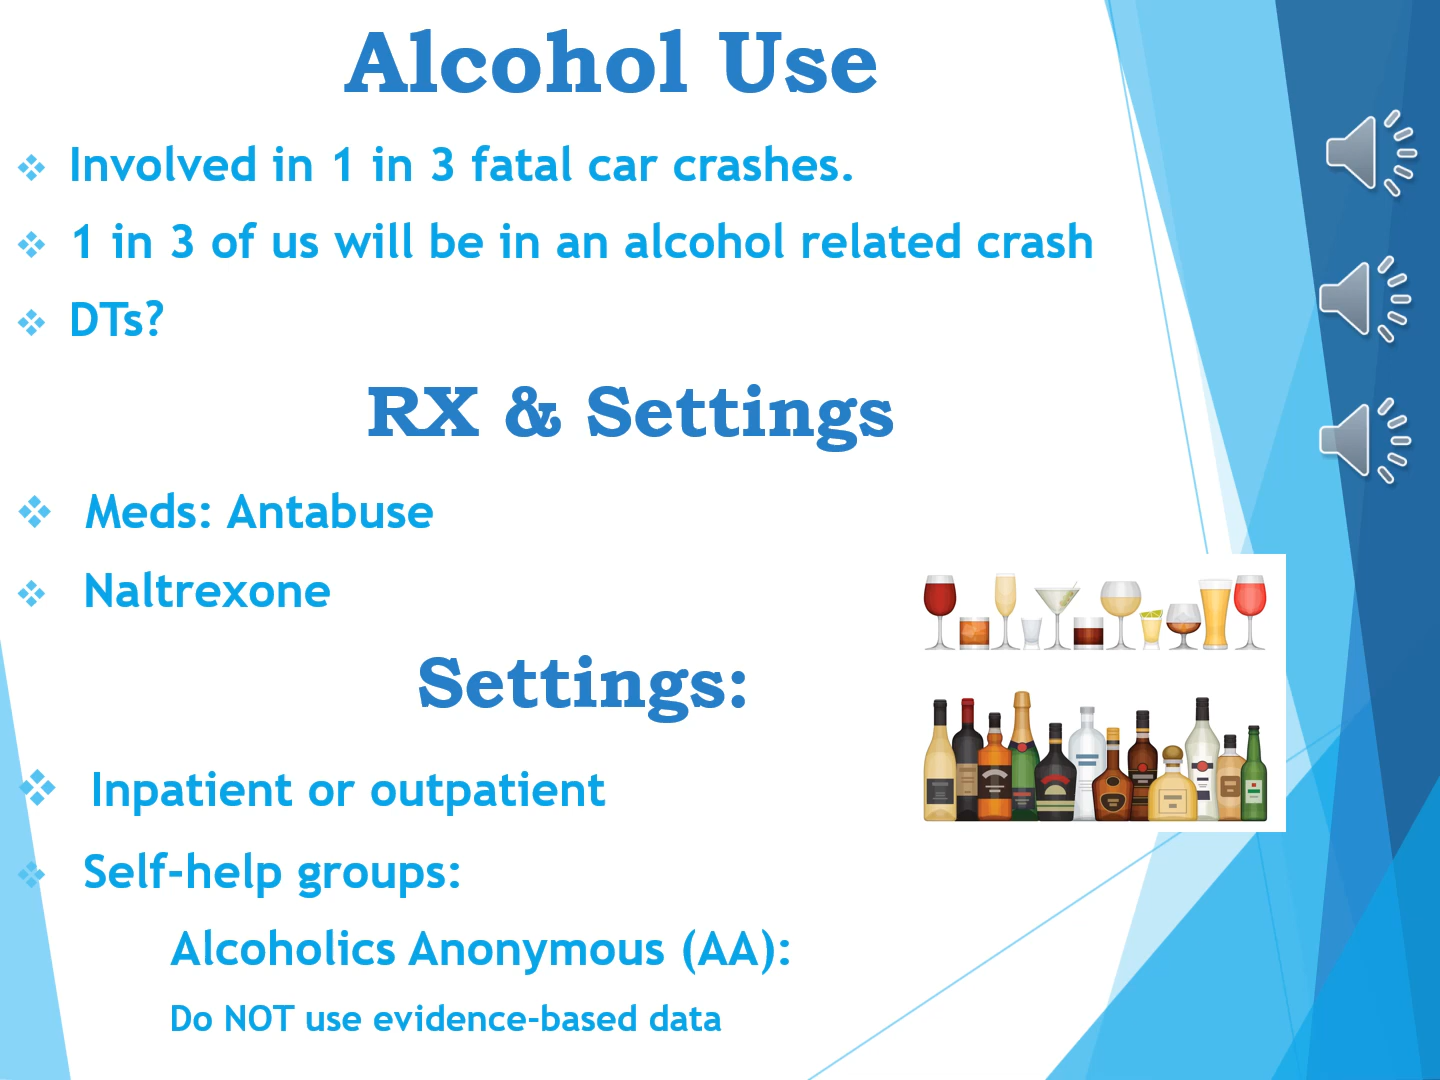 Alcohol Use
Involved in 1 in 3 fatal car crashes.
1 in 3 of us will be in an alcohol related crash
DTs?
RX & Settings
Meds: Antabuse
Naltrexone
Settings:
Inpatient or outpatient
Self-help groups:
Alcoholics Anonymous (AA):
Do NOT use evidence-based data